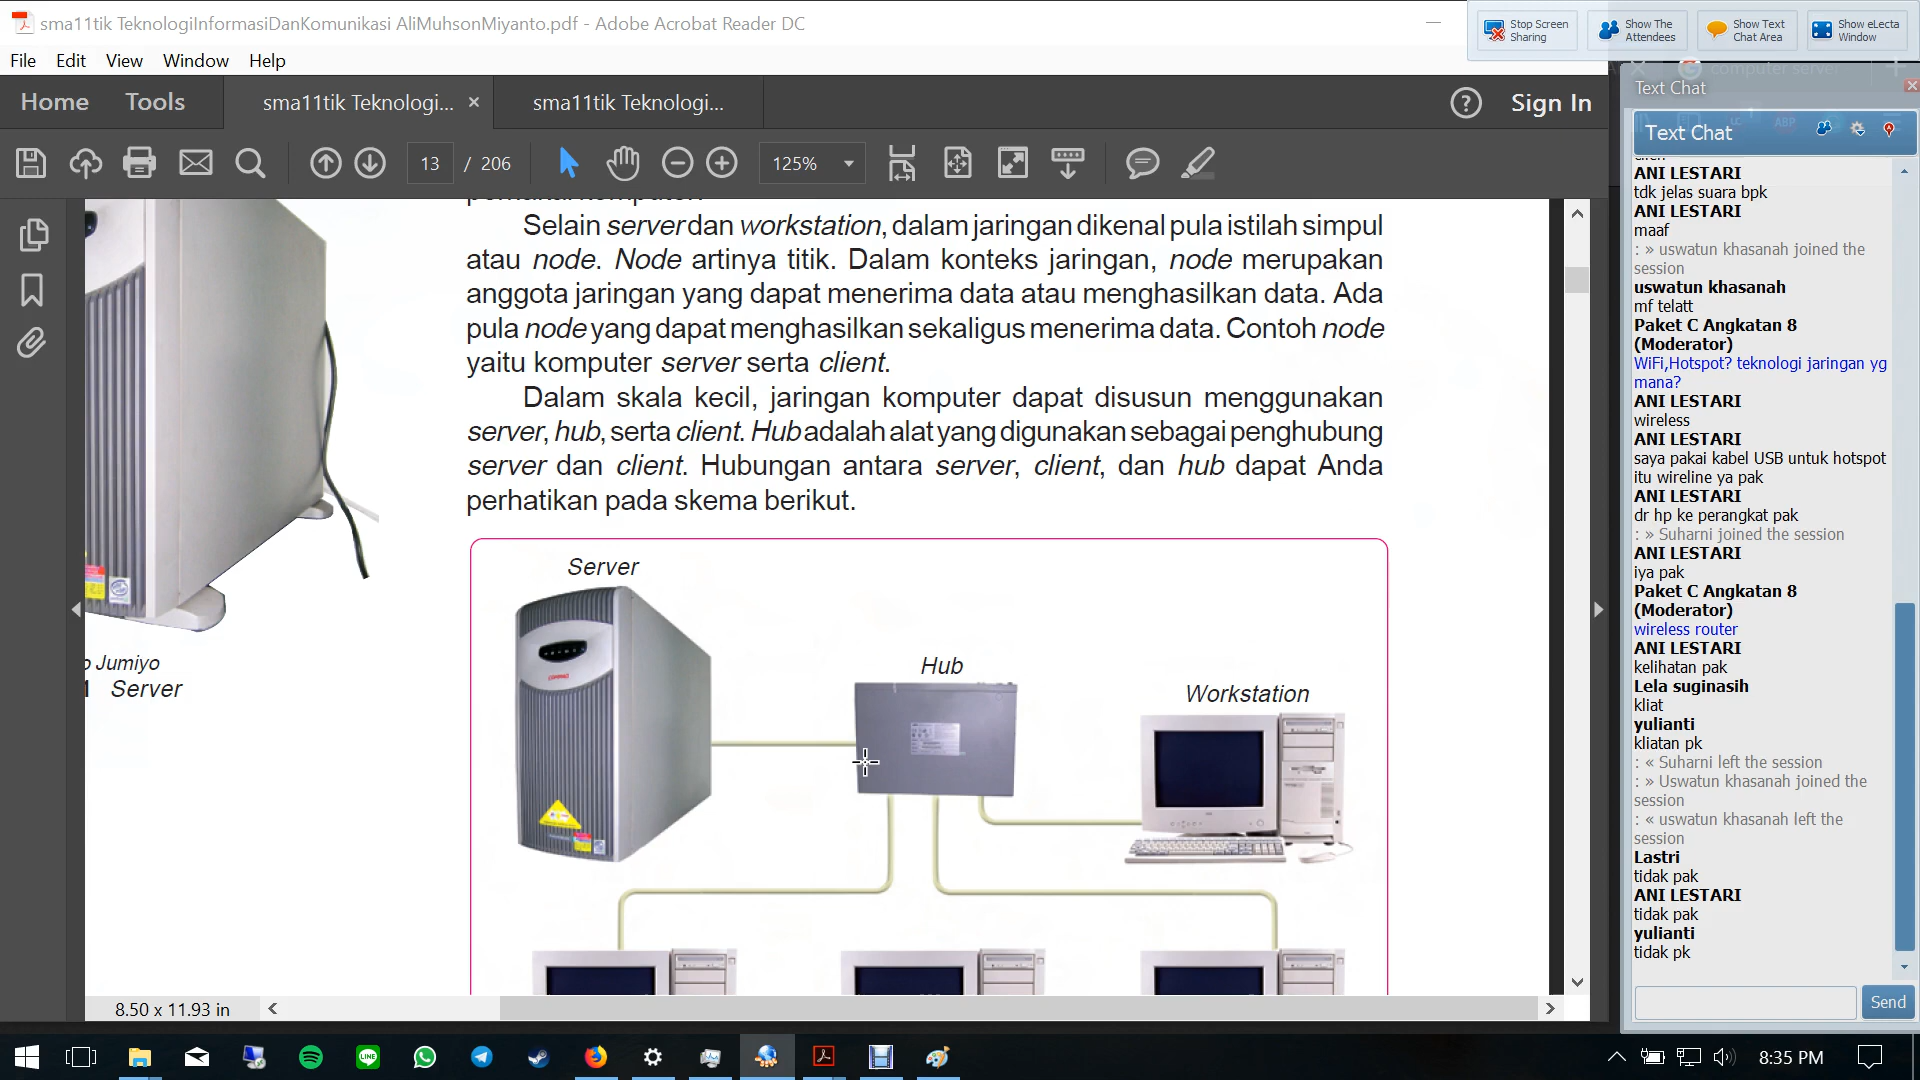 sma11tik TeknologiInformasiDanKomunikasi AliMuhsonMiyanto.pdf - Adobe Acrobat Reader DC
Stop Screen Sharing
Show The Attendees
Show Text Chat Area
Show eLecta Window
File Edit View Window Help
Home Tools sma11tik Teknologi... × sma11tik Teknologi... Sign In
computer server
13 / 206 125%
Selain server dan workstation, dalam jaringan dikenal pula istilah simpul
atau node. Node artinya titik. Dalam konteks jaringan, node merupakan
anggota jaringan yang dapat menerima data atau menghasilkan data. Ada
pula node yang dapat menghasilkan sekaligus menerima data. Contoh node
yaitu komputer server serta client.
Dalam skala kecil, jaringan komputer dapat disusun menggunakan
server, hub, serta client. Hub adalah alat yang digunakan sebagai penghubung
server dan client. Hubungan antara server, client, dan hub dapat Anda
perhatikan pada skema berikut.
Server
Hub
Workstation
Jumiyo
1 Server
8.50 x 11.93 in
Text Chat
Text Chat
ANI LESTARI
tdk jelas suara bpk
ANI LESTARI
maaf
: » uswatun khasanah joined the
session
uswatun khasanah
mf telatt
Paket C Angkatan 8
(Moderator)
WiFi,Hotspot? teknologi jaringan yg
mana?
ANI LESTARI
wireless
ANI LESTARI
saya pakai kabel USB untuk hotspot
itu wireline ya pak
ANI LESTARI
dr hp ke perangkat pak
: » Suharni joined the session
ANI LESTARI
iya pak
Paket C Angkatan 8
(Moderator)
wireless router
ANI LESTARI
kelihatan pak
Lela suginasih
kliat
yulianti
kliatan pk
: « Suharni left the session
: » Uswatun khasanah joined the
session
: « uswatun khasanah left the
session
Lastri
tidak pak
ANI LESTARI
tidak pak
yulianti
tidak pk
Send
8:35 PM